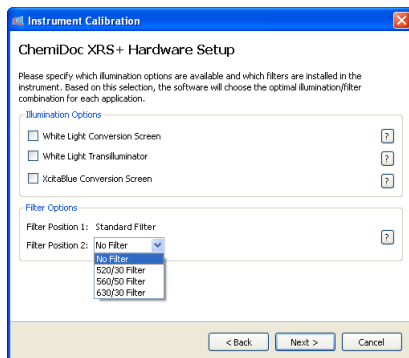 Instrument Calibration
ChemiDoc XRS+ Hardware Setup
Please specify which illumination options are available and which filters are installed in the
instrument. Based on this selection, the software will choose the optimal illumination/filter
combination for each application.
Illumination Options
White Light Conversion Screen ?
White Light Transilluminator ?
XcitaBlue Conversion Screen ?
Filter Options
Filter Position 1: Standard Filter
Filter Position 2: No Filter ?
No Filter
520/30 Filter
560/50 Filter
630/30 Filter
< Back Next > Cancel